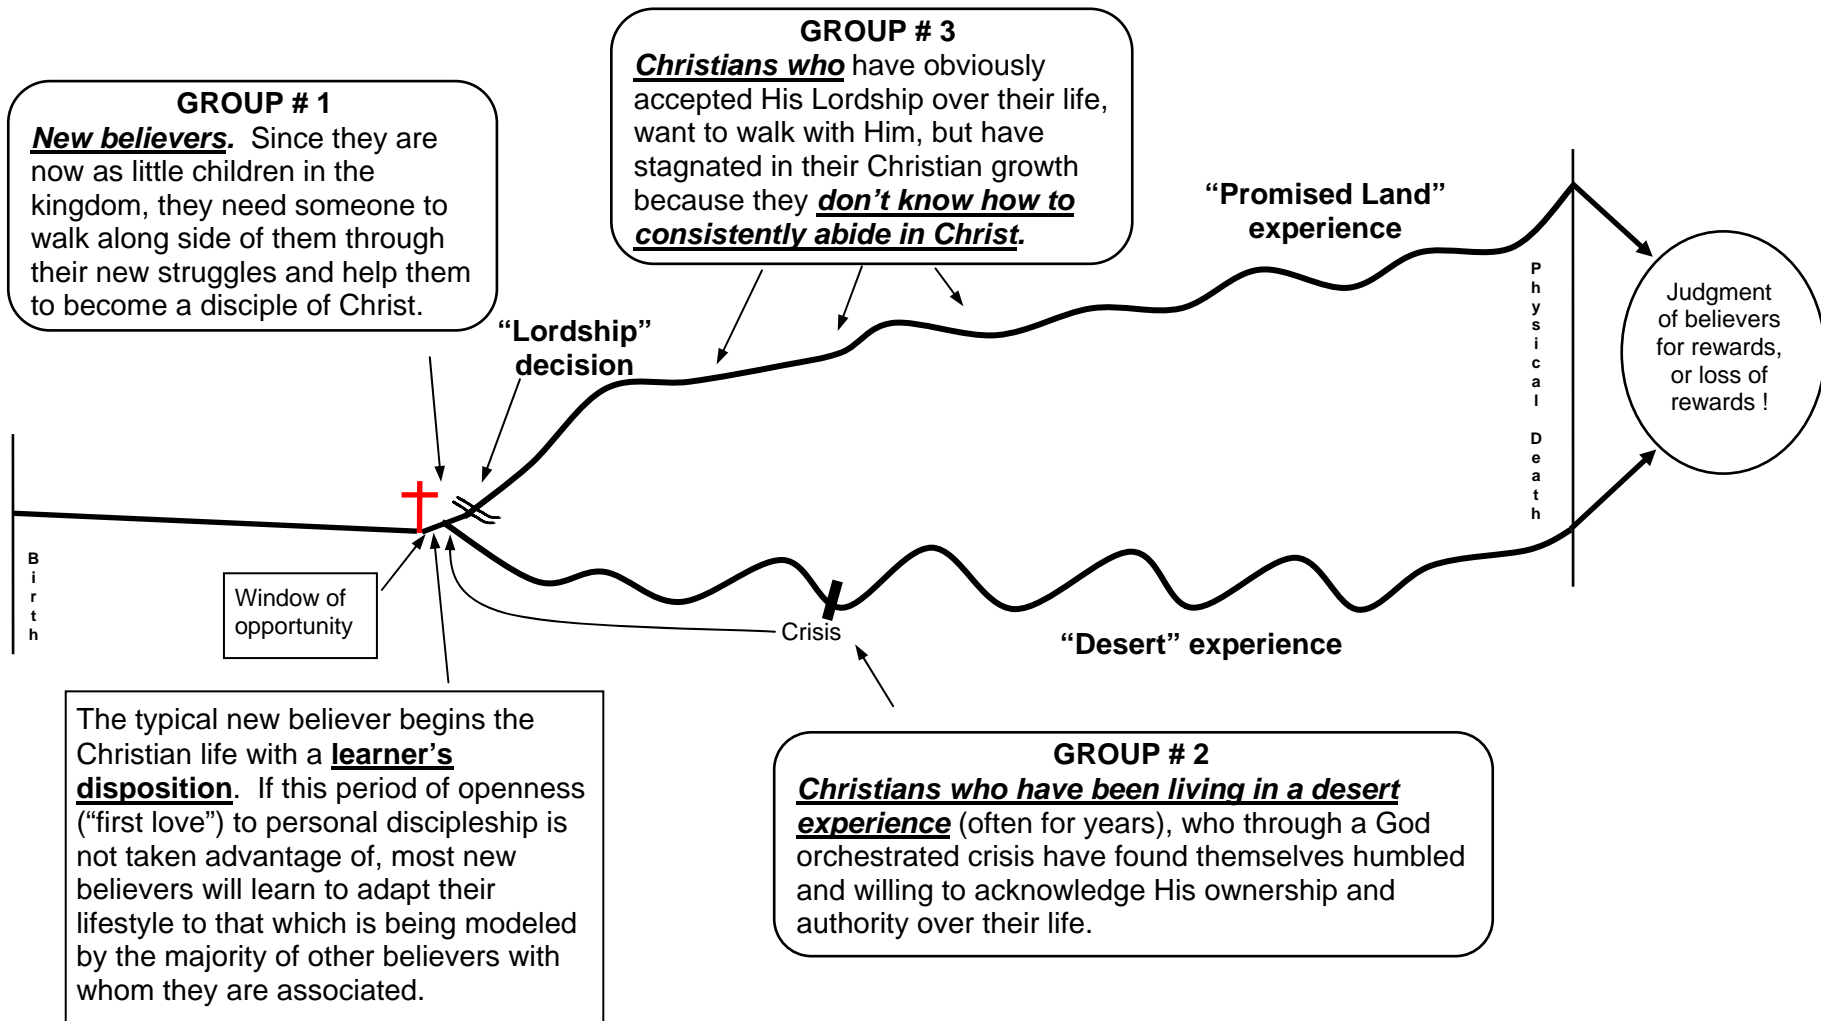 GROUP # 1
New believers.  Since they are
now as little children in the
kingdom, they need someone to
walk along side of them through
their new struggles and help them
to become a disciple of Christ.
GROUP # 3
Christians who have obviously
accepted His Lordship over their life,
want to walk with Him, but have
stagnated in their Christian growth
because they don’t know how to
consistently abide in Christ.
“Promised Land”
experience
“Lordship”
decision
Physical Death
Judgment
of believers
for rewards,
or loss of
rewards !
Birth
Window of
opportunity
Crisis
“Desert” experience
The typical new believer begins the
Christian life with a learner’s
disposition.  If this period of openness
(“first love”) to personal discipleship is
not taken advantage of, most new
believers will learn to adapt their
lifestyle to that which is being modeled
by the majority of other believers with
whom they are associated.
GROUP # 2
Christians who have been living in a desert
experience (often for years), who through a God
orchestrated crisis have found themselves humbled
and willing to acknowledge His ownership and
authority over their life.